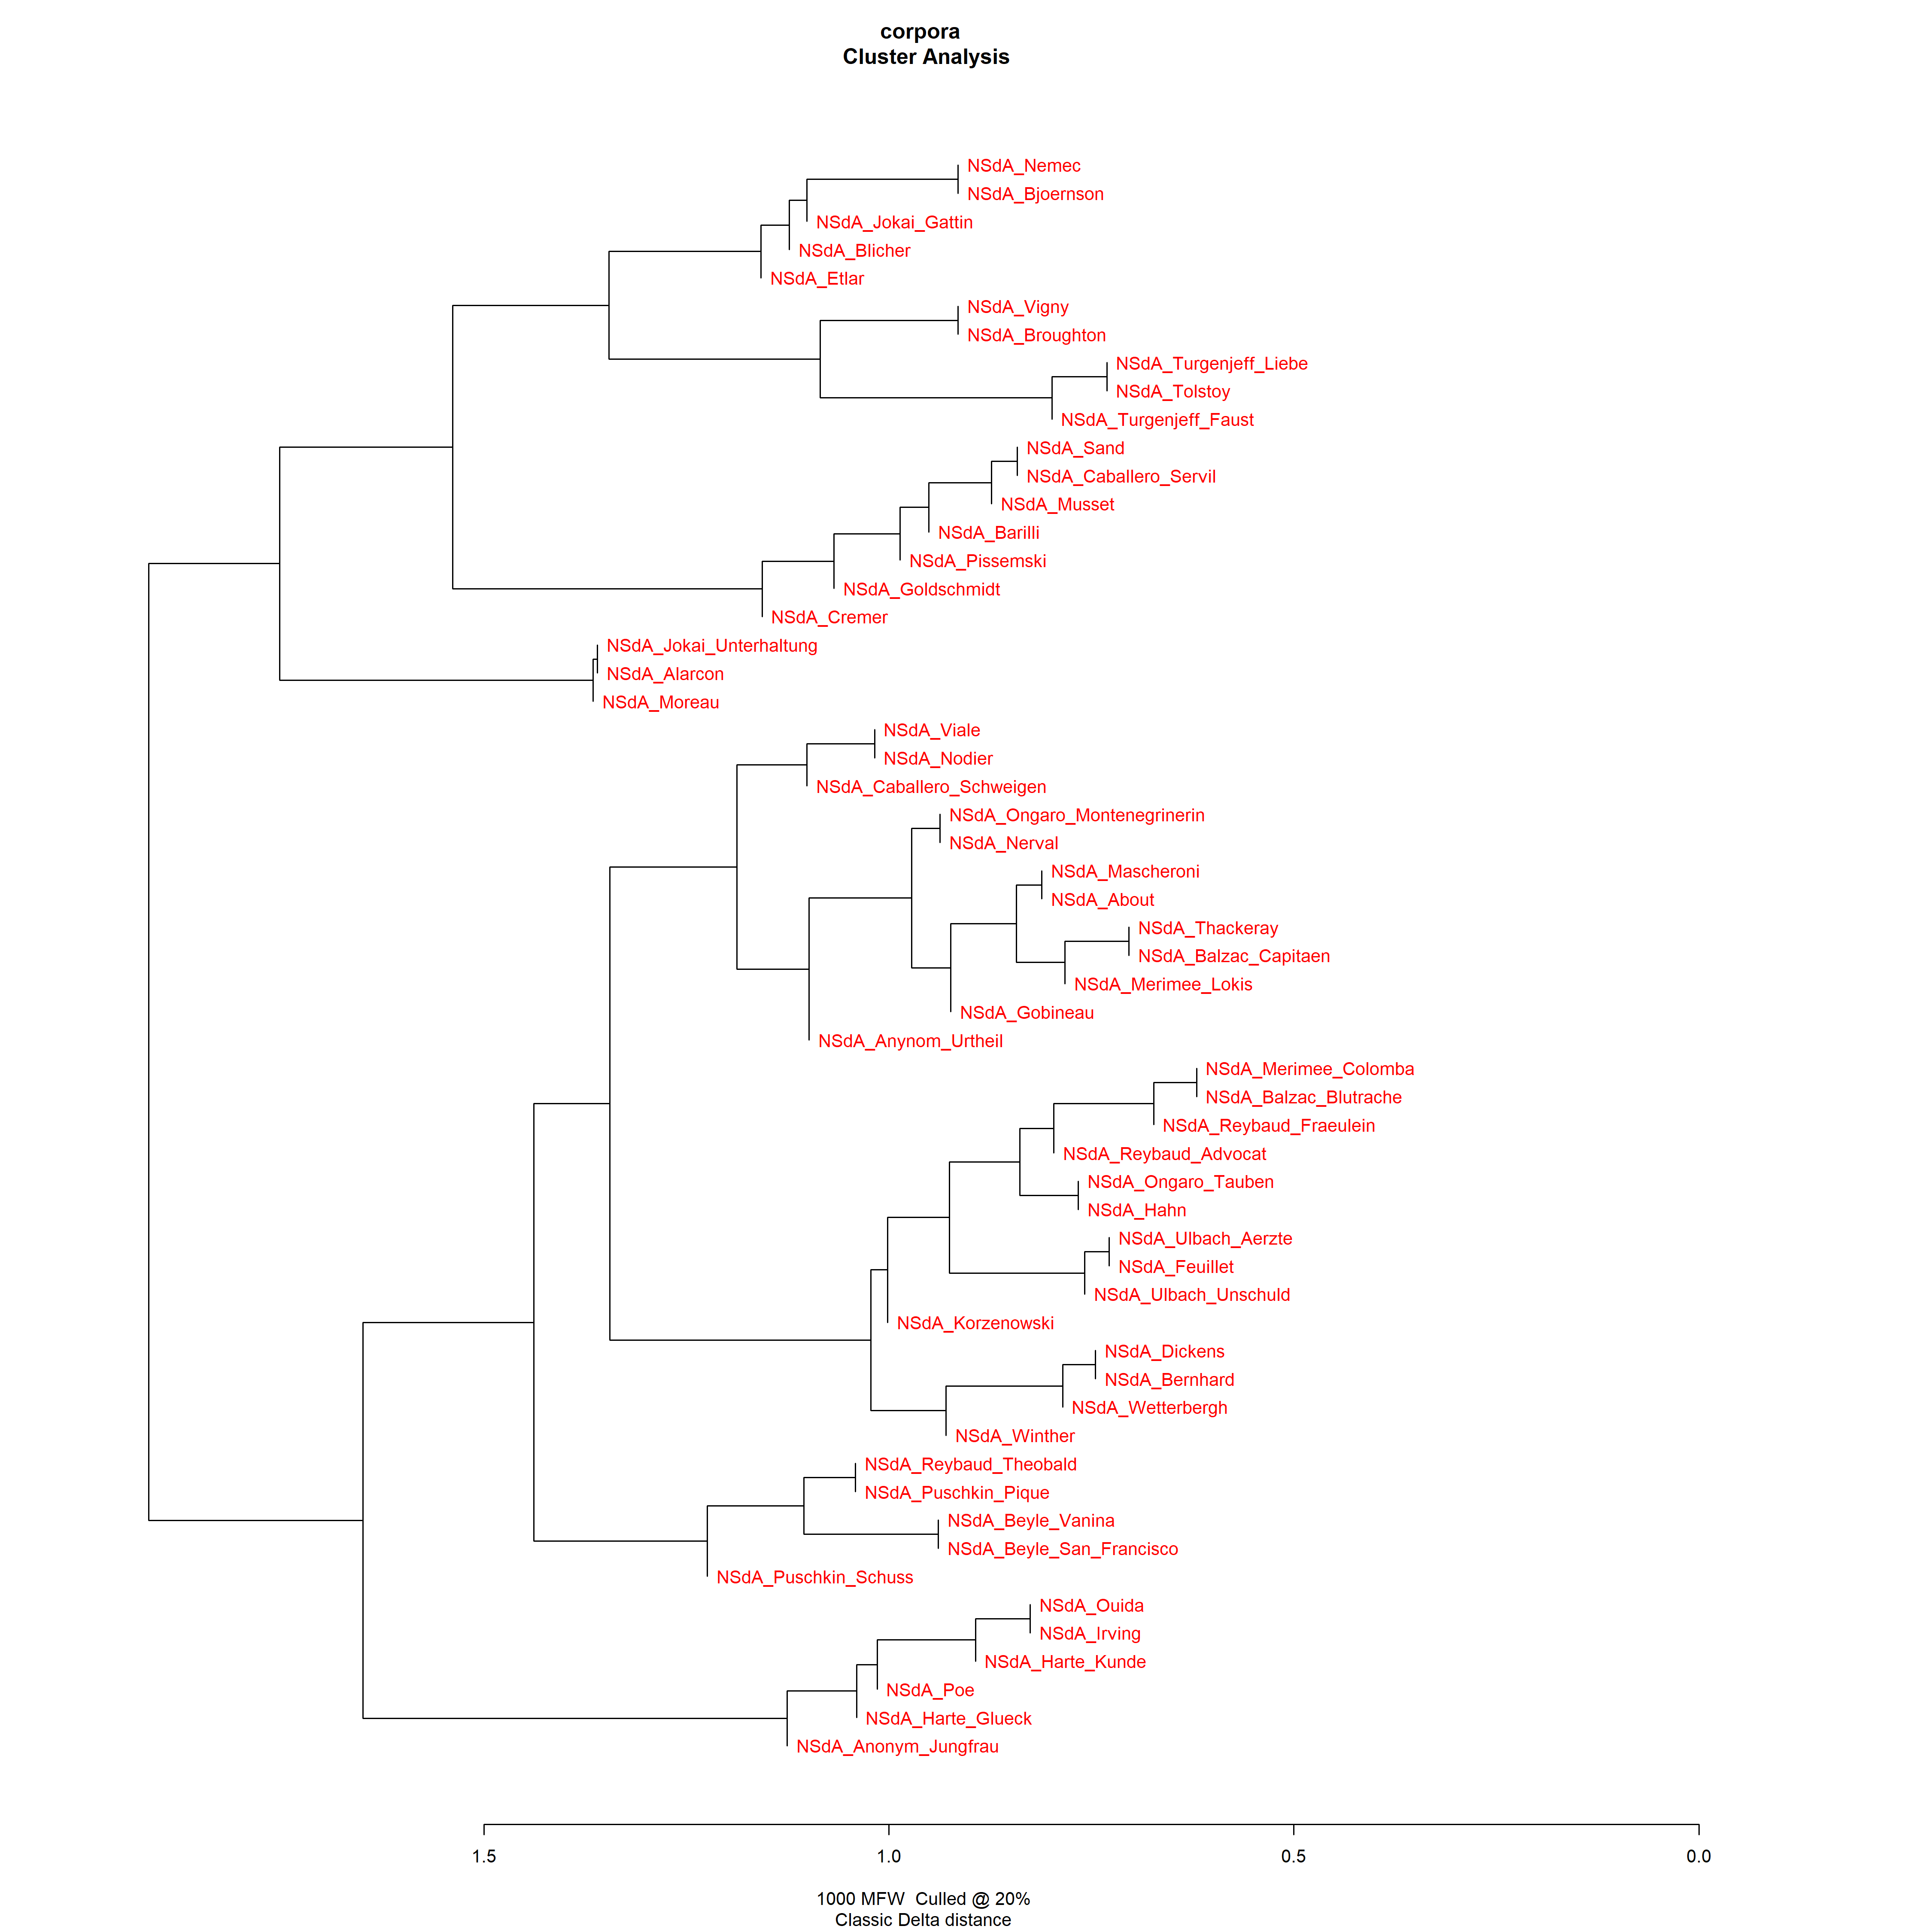 corpora
Cluster Analysis
NSdA_Nemec
NSdA_Bjoernson
NSdA_Jokai_Gattin
NSdA_Blicher
NSdA_Etlar
NSdA_Vigny
NSdA_Broughton
NSdA_Turgenjeff_Liebe
NSdA_Tolstoy
NSdA_Turgenjeff_Faust
NSdA_Sand
NSdA_Caballero_Servil
NSdA_Musset
NSdA_Barilli
NSdA_Pissemski
NSdA_Goldschmidt
NSdA_Cremer
NSdA_Jokai_Unterhaltung
NSdA_Alarcon
NSdA_Moreau
NSdA_Viale
NSdA_Nodier
NSdA_Caballero_Schweigen
NSdA_Ongaro_Montenegrinerin
NSdA_Nerval
NSdA_Mascheroni
NSdA_About
NSdA_Thackeray
NSdA_Balzac_Capitaen
NSdA_Merimee_Lokis
NSdA_Gobineau
NSdA_Anynom_Urtheil
NSdA_Merimee_Colomba
NSdA_Balzac_Blutrache
NSdA_Reybaud_Fraeulein
NSdA_Reybaud_Advocat
NSdA_Ongaro_Tauben
NSdA_Hahn
NSdA_Ulbach_Aerzte
NSdA_Feuillet
NSdA_Ulbach_Unschuld
NSdA_Korzenowski
NSdA_Dickens
NSdA_Bernhard
NSdA_Wetterbergh
NSdA_Winther
NSdA_Reybaud_Theobald
NSdA_Puschkin_Pique
NSdA_Beyle_Vanina
NSdA_Beyle_San_Francisco
NSdA_Puschkin_Schuss
NSdA_Ouida
NSdA_Irving
NSdA_Harte_Kunde
NSdA_Poe
NSdA_Harte_Glueck
NSdA_Anonym_Jungfrau
1.5 1.0 0.5 0.0
1000 MFW  Culled @ 20%
Classic Delta distance